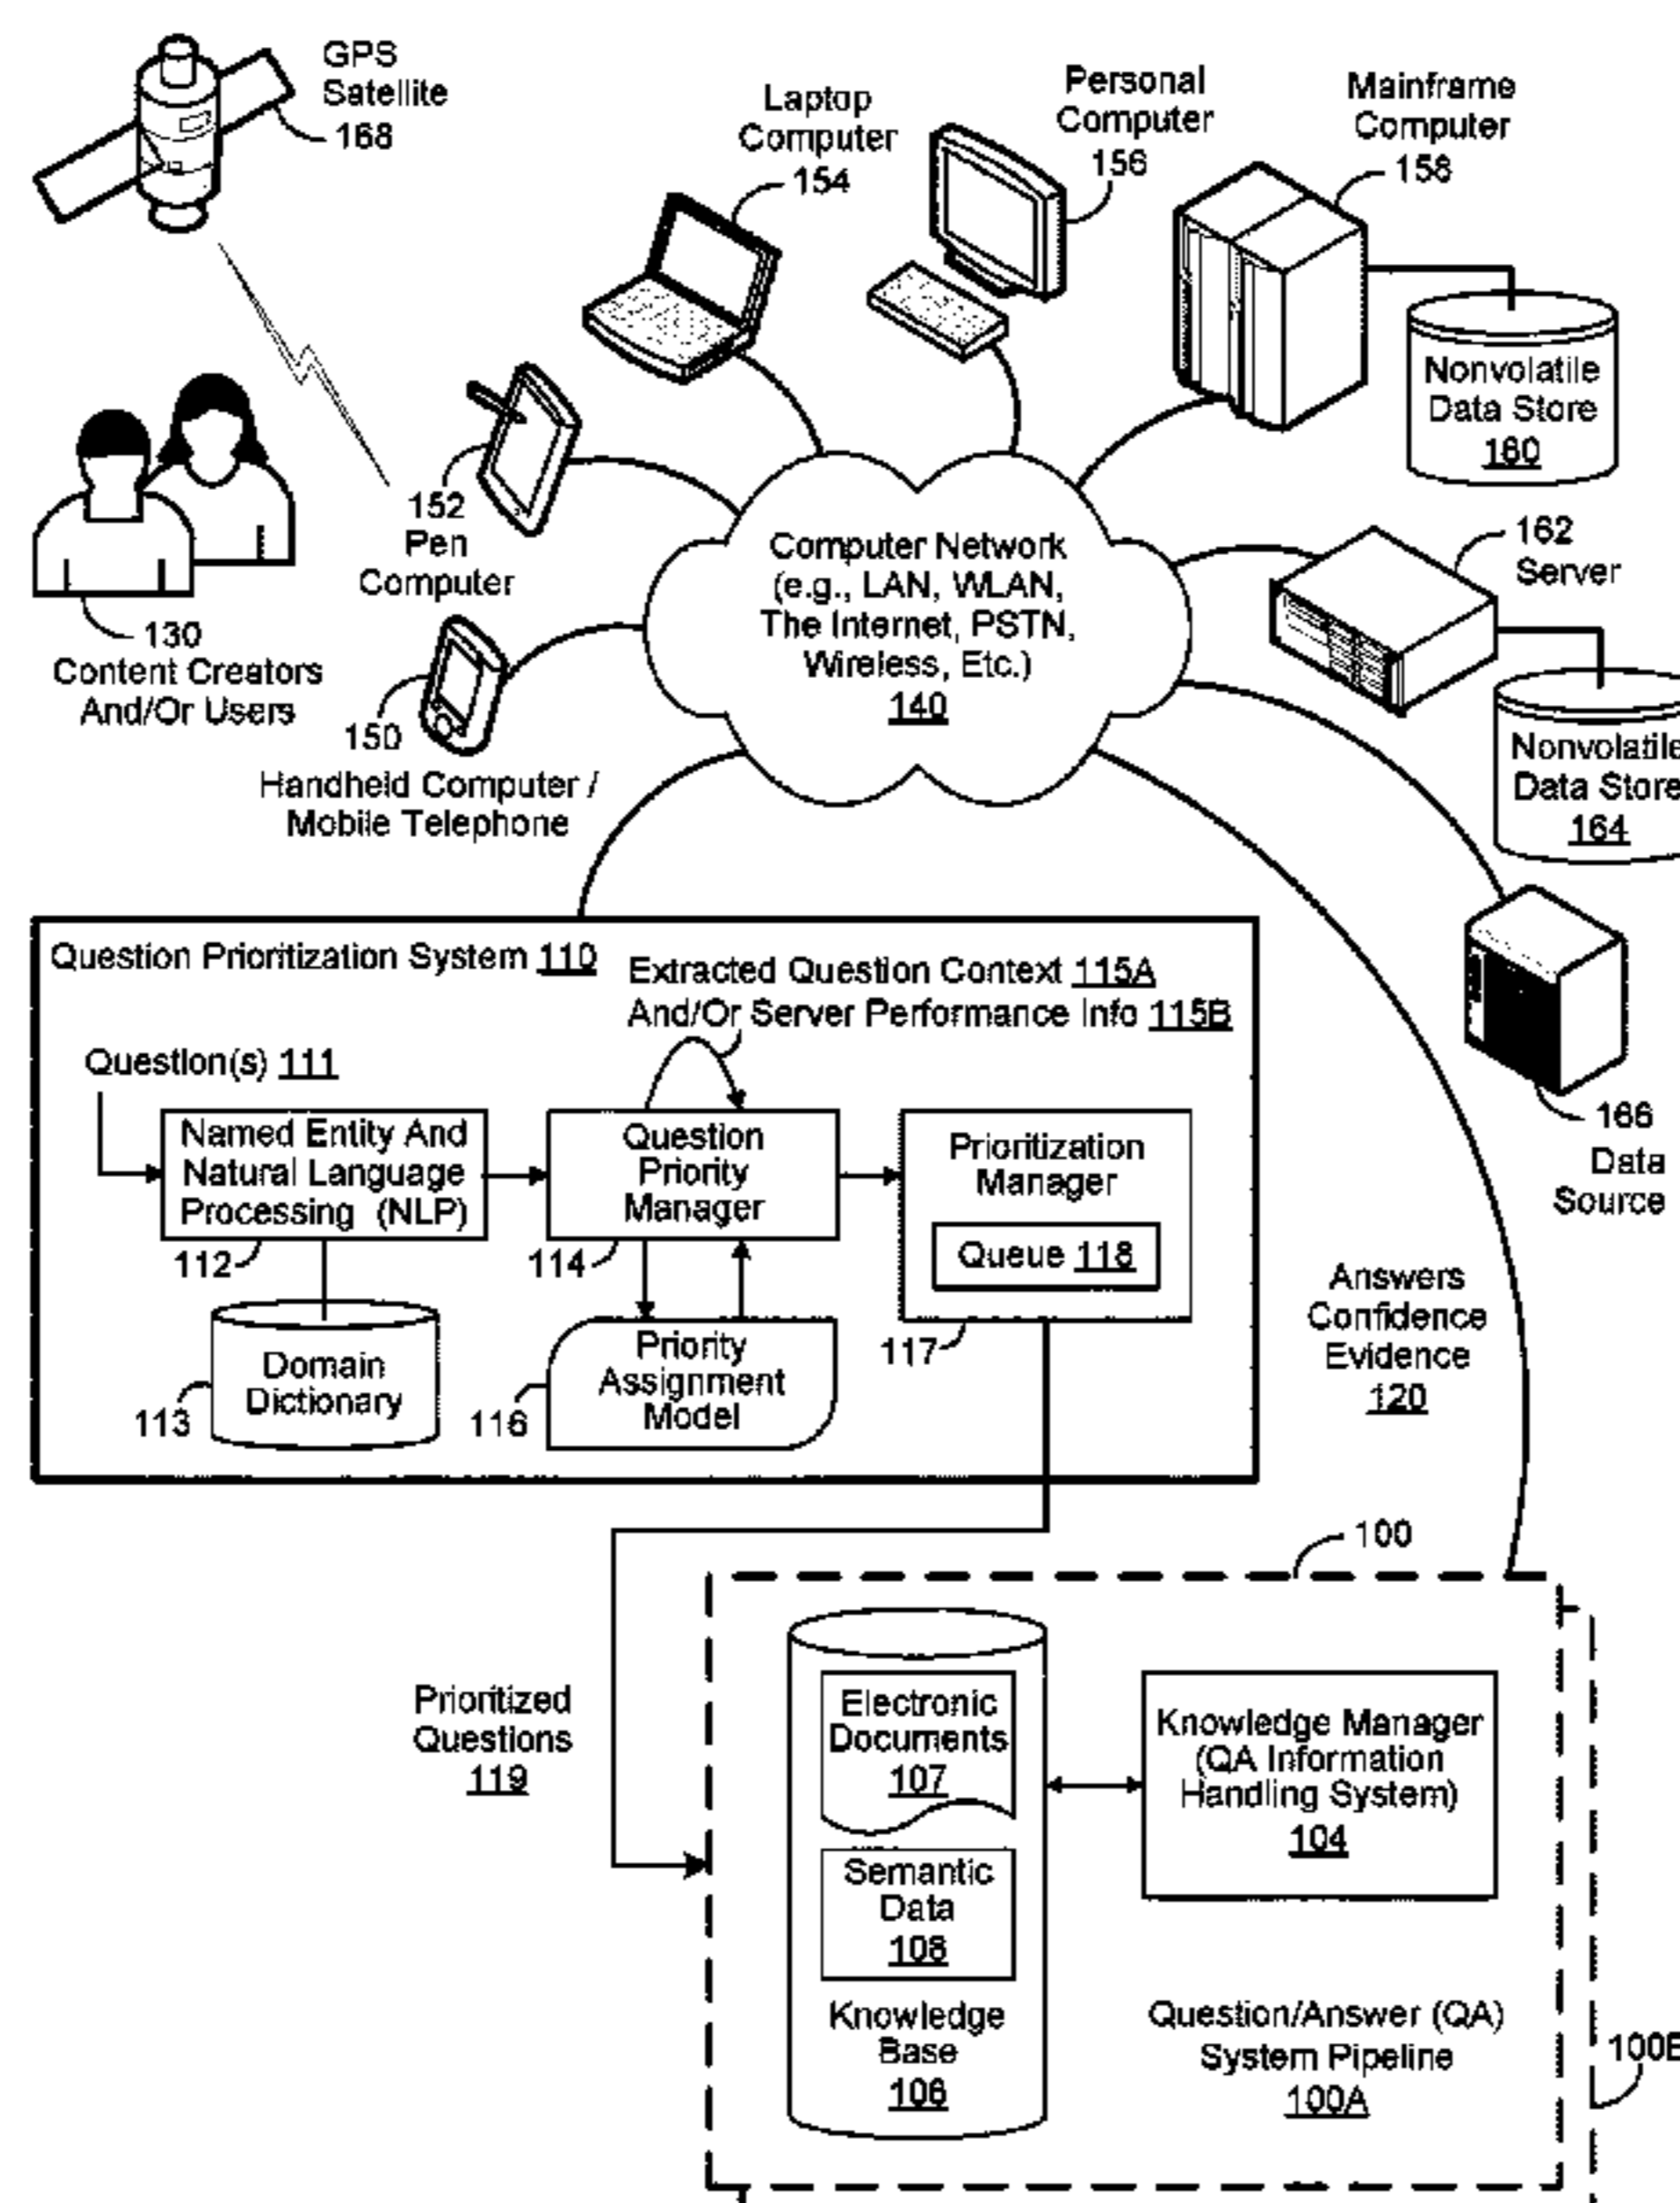 GPS
Satellite
168
Laptop
Computer
154
Personal
Computer
156
Mainframe
Computer
158
Nonvolatile
Data Store
160
152
Pen
Computer
Computer Network
(e.g., LAN, WLAN,
The Internet, PSTN,
Wireless, Etc.)
140
162
Server
130
Content Creators
And/Or Users
150
Handheld Computer /
Mobile Telephone
Nonvolatile
Data Store
164
166
Data
Source
Question Prioritization System 110
Extracted Question Context 115A
And/Or Server Performance Info 115B
Question(s) 111
Named Entity And
Natural Language
Processing (NLP)
112
Question
Priority
Manager
114
Prioritization
Manager
Queue 118
117
Domain
Dictionary
113
Priority
Assignment
Model
116
Answers
Confidence
Evidence
120
100
Prioritized
Questions
119
Electronic
Documents
107
Semantic
Data
108
Knowledge
Base
106
Knowledge Manager
(QA Information
Handling System)
104
Question/Answer (QA)
System Pipeline
100A
100B